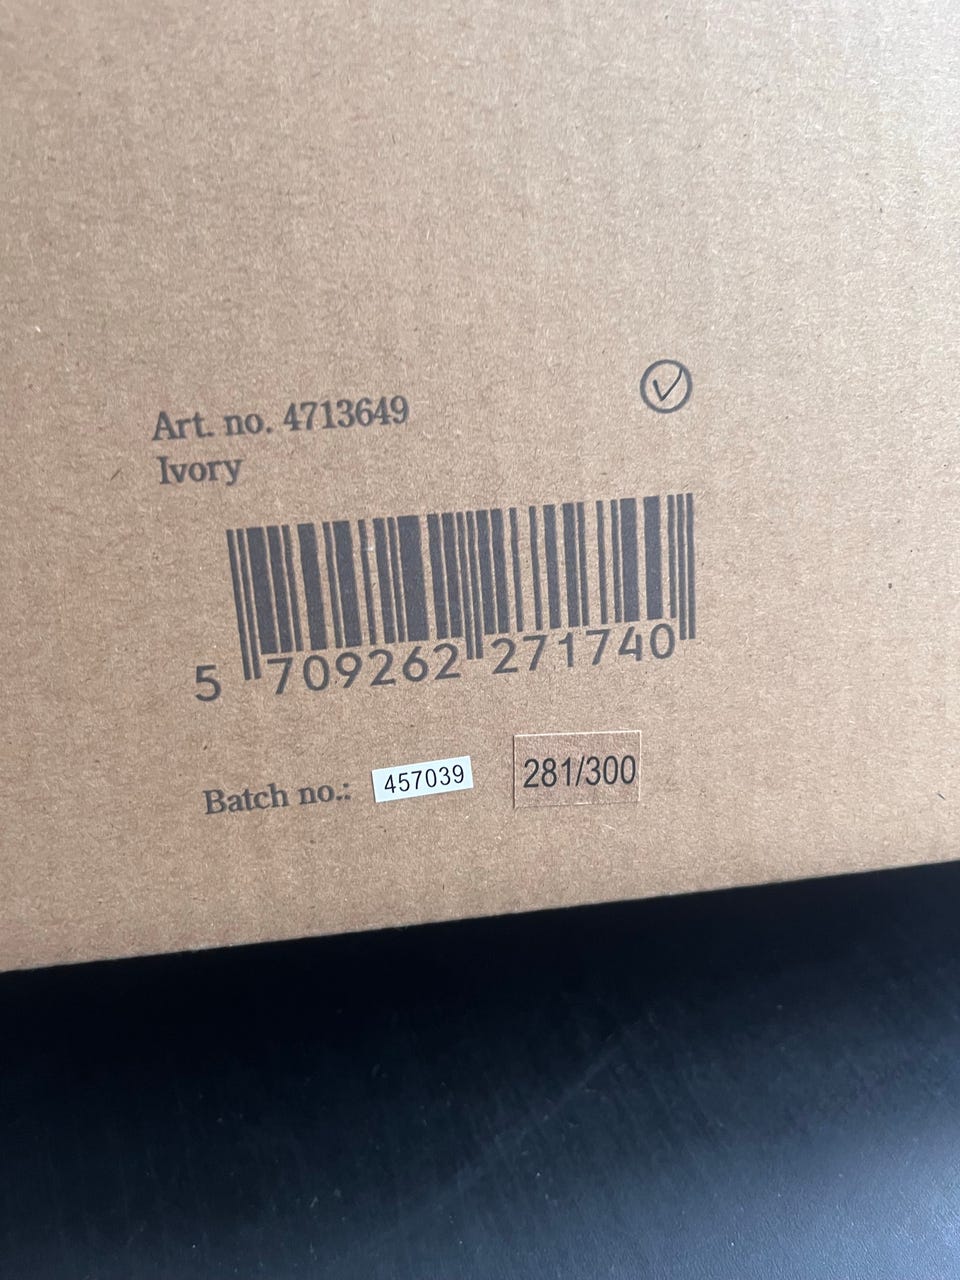 Art. no. 4713649
Ivory
5 709262 271740
Batch no.: 457039 281/300